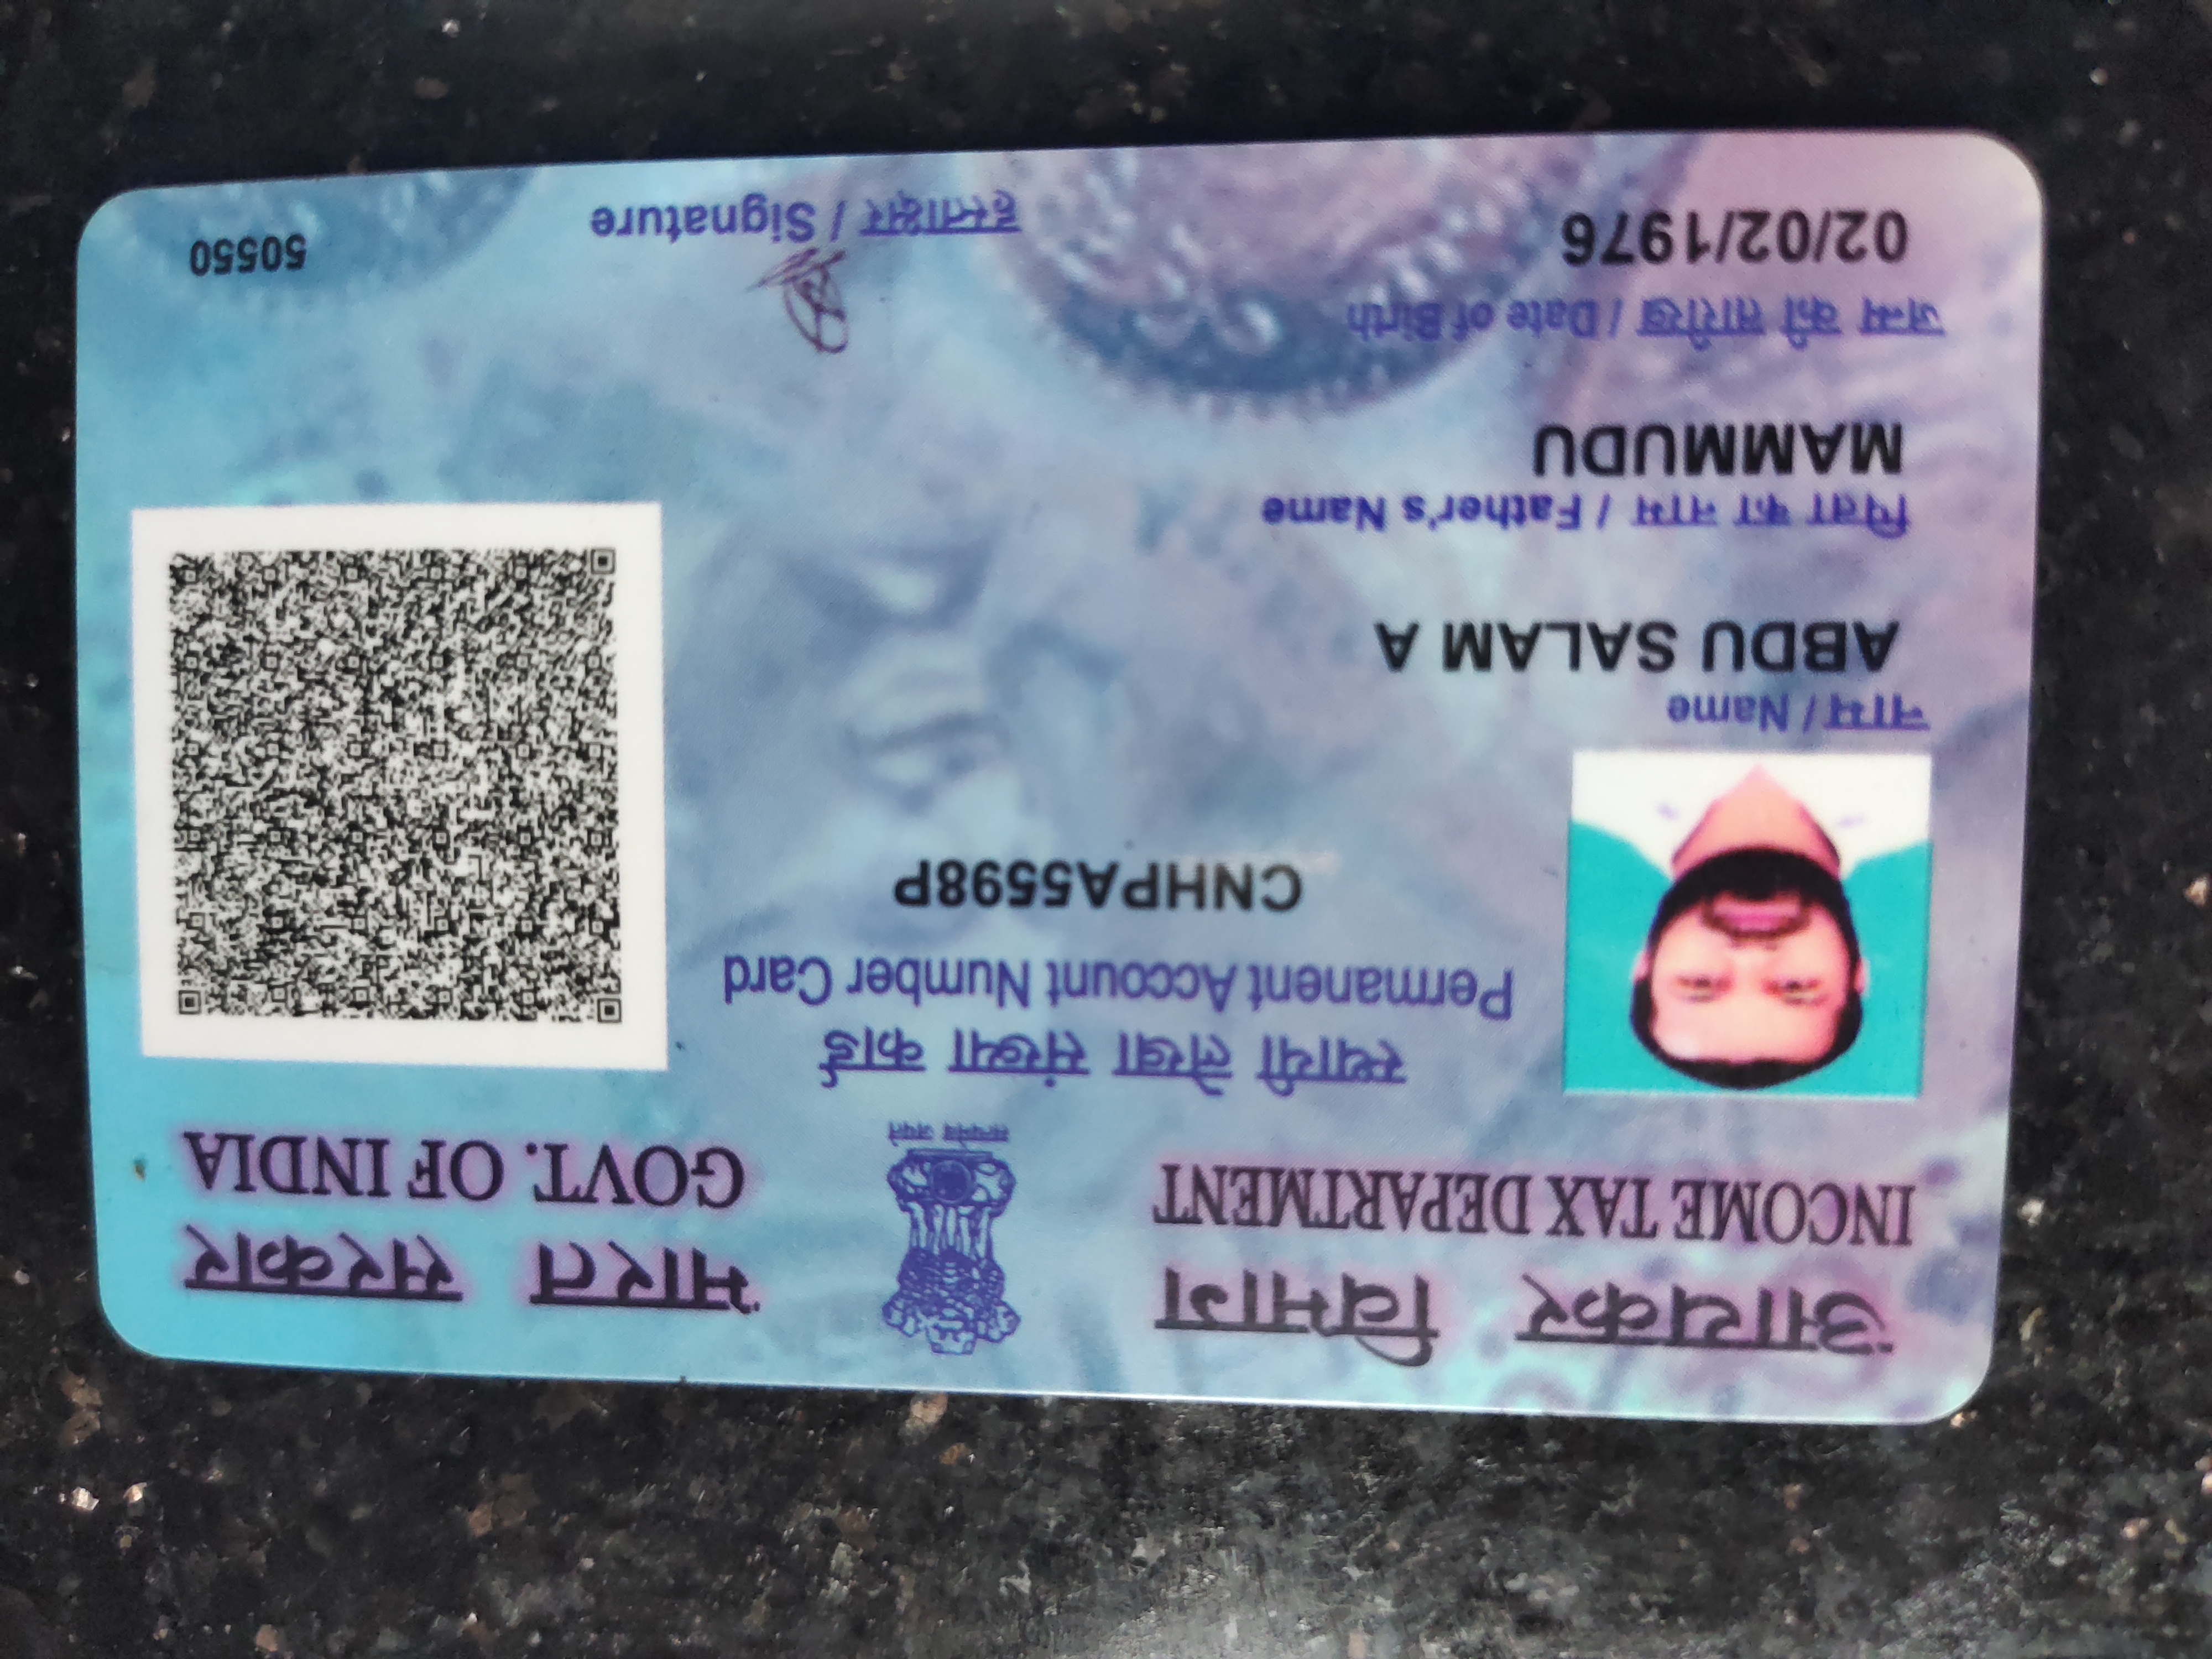 आयकर विभाग
INCOME TAX DEPARTMENT
सत्यमेव जयते
भारत सरकार
GOVT. OF INDIA
स्थायी लेखा संख्या कार्ड
Permanent Account Number Card
CNHPA5598P
नाम / Name
ABDU SALAM A
पिता का नाम / Father's Name
MAMMUDU
जन्म की तारीख / Date of Birth
02/02/1976
हस्ताक्षर / Signature
50550